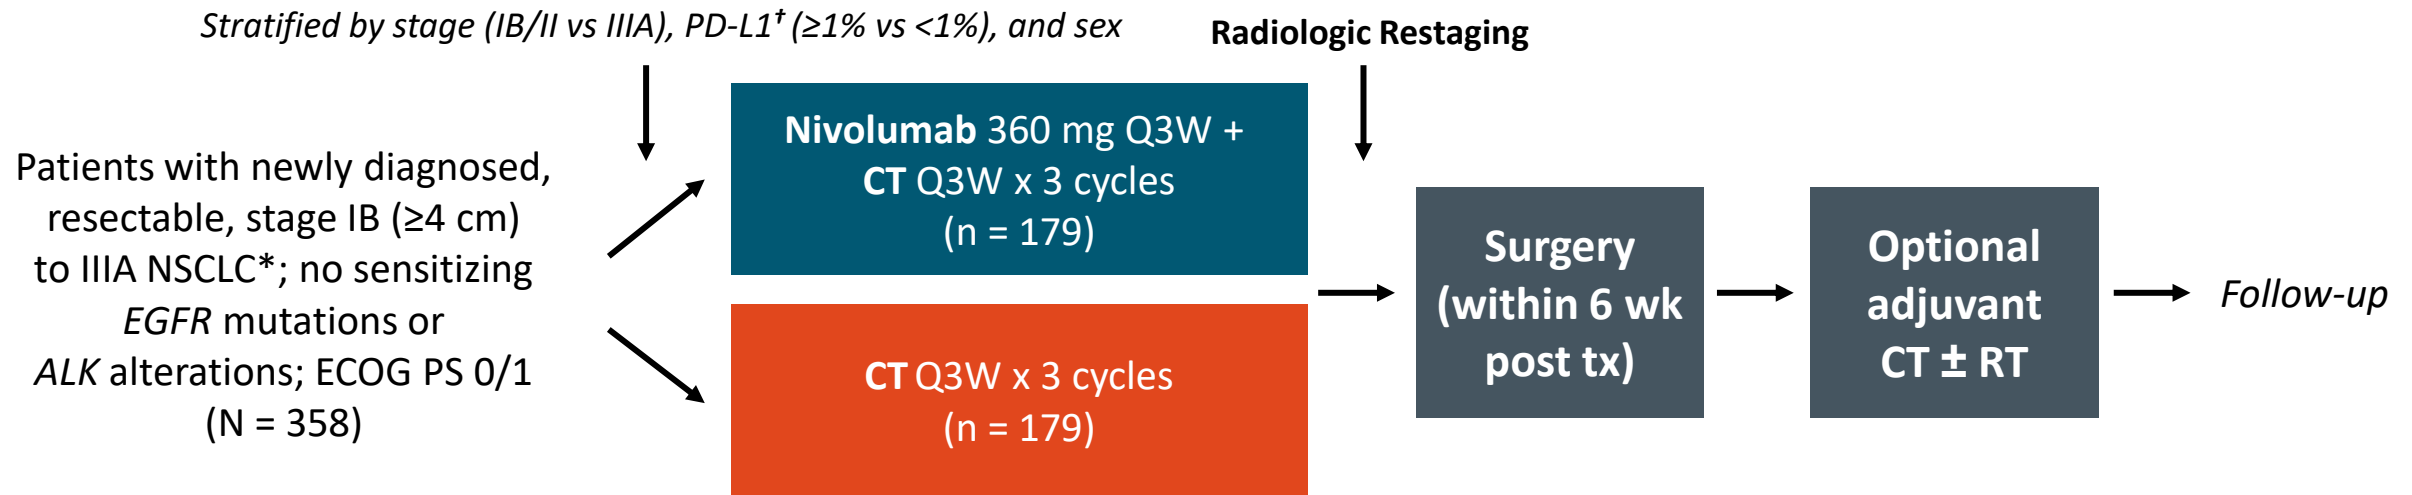 Stratified by stage (IB/II vs IIIA), PD-L1† (≥1% vs <1%), and sex
Radiologic Restaging
Patients with newly diagnosed,
resectable, stage IB (≥4 cm)
to IIIA NSCLC*; no sensitizing
EGFR mutations or
ALK alterations; ECOG PS 0/1
(N = 358)
Nivolumab 360 mg Q3W +
CT Q3W x 3 cycles
(n = 179)
CT Q3W x 3 cycles
(n = 179)
Surgery
(within 6 wk
post tx)
Optional
adjuvant
CT ± RT
Follow-up